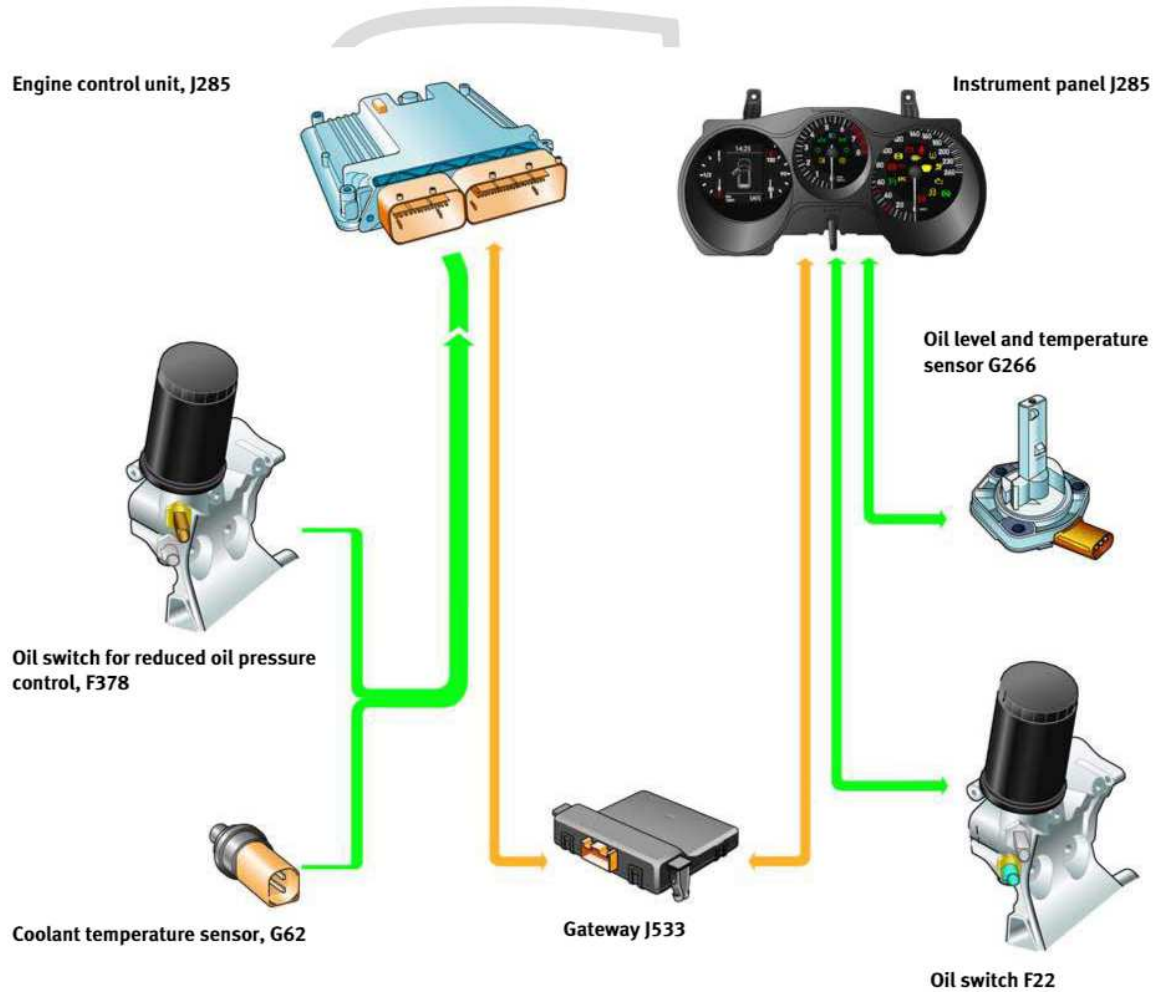 Engine control unit, J285
Instrument panel J285
Oil level and temperature
sensor G266
Oil switch for reduced oil pressure
control, F378
Coolant temperature sensor, G62
Gateway J533
Oil switch F22